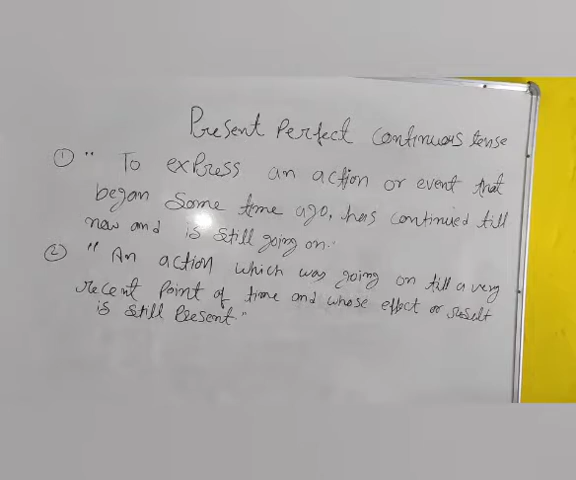 Present Perfect Continuous tense
① " To exPress an action or event that
began Some time ago, has continued till
now and is still going on.
② " An action which was going on till a very
recent Point of time and whose effect or result
is still Present."